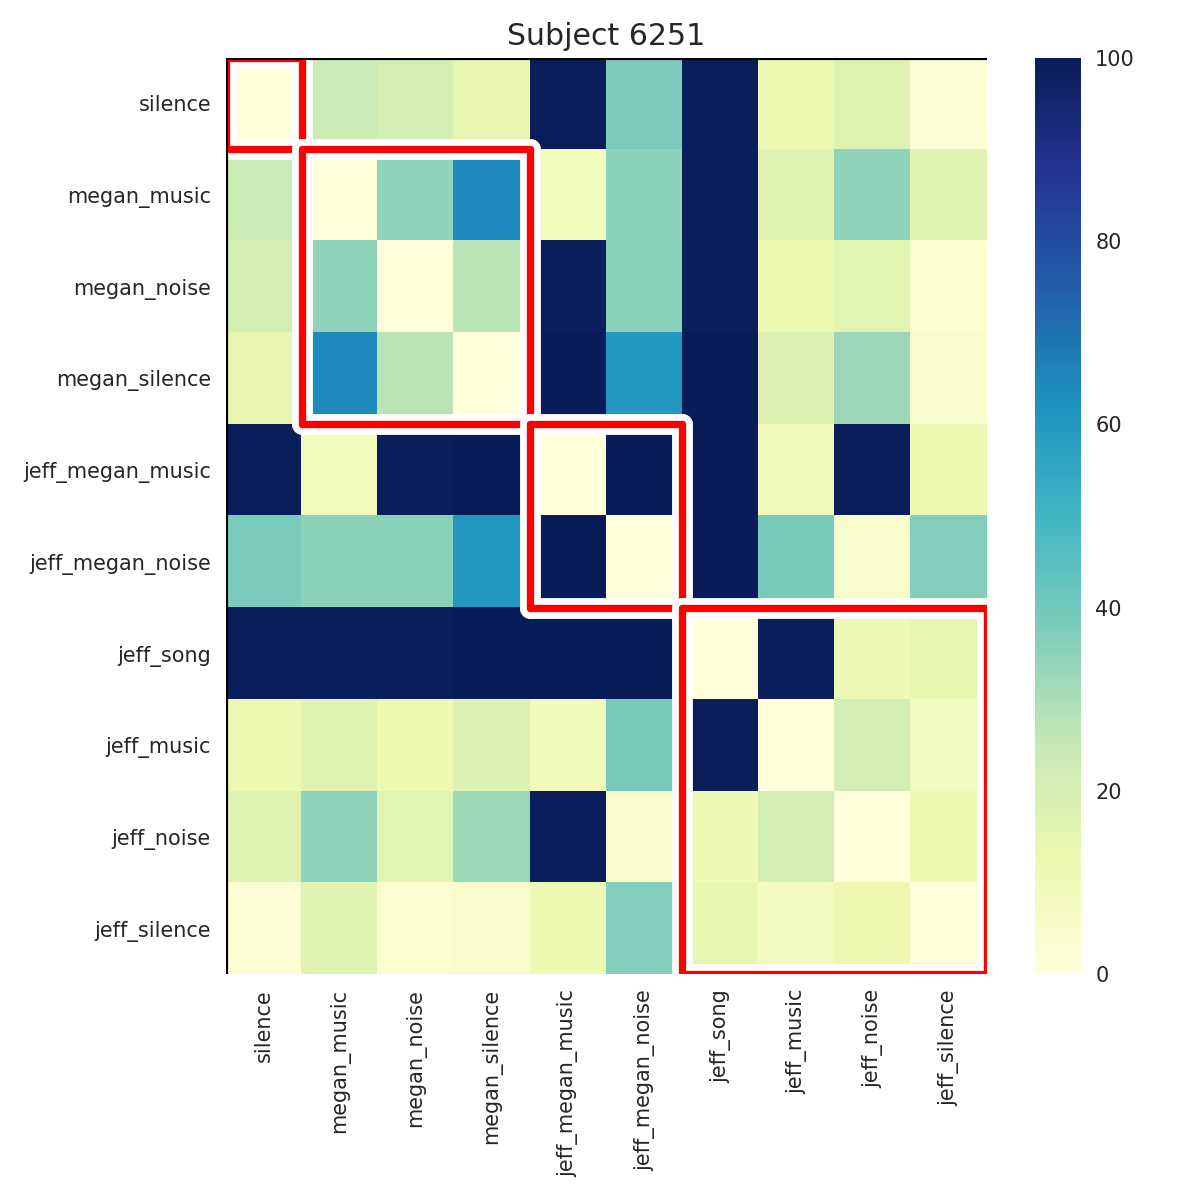 Subject 6251
silence
megan_music
megan_noise
megan_silence
jeff_megan_music
jeff_megan_noise
jeff_song
jeff_music
jeff_noise
jeff_silence
100
80
60
40
20
0
silence
megan_music
megan_noise
megan_silence
jeff_megan_music
jeff_megan_noise
jeff_song
jeff_music
jeff_noise
jeff_silence